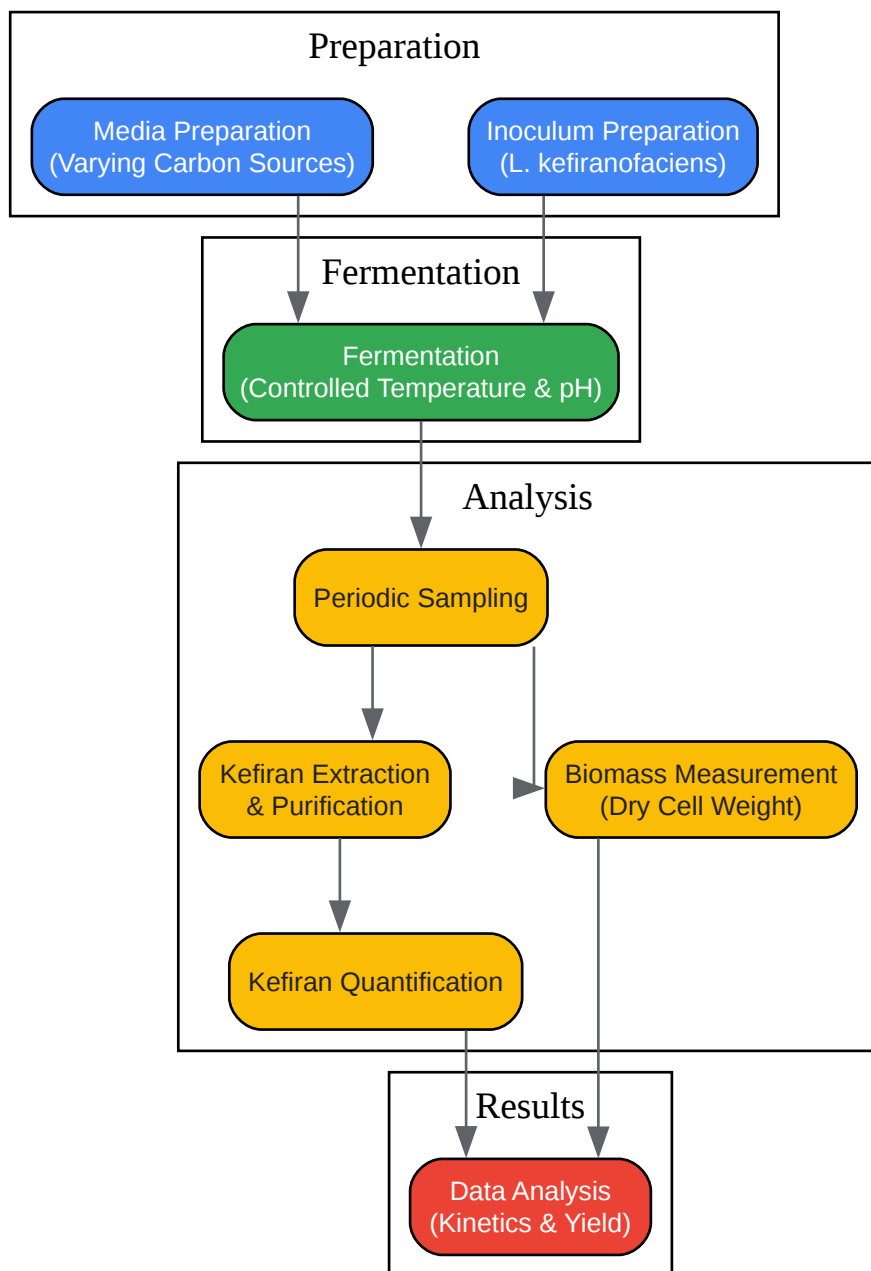 Preparation
Media Preparation
(Varying Carbon Sources)
Inoculum Preparation
(L. kefiranofaciens)
Fermentation
Fermentation
(Controlled Temperature & pH)
Analysis
Periodic Sampling
Kefiran Extraction
& Purification
Biomass Measurement
(Dry Cell Weight)
Kefiran Quantification
Results
Data Analysis
(Kinetics & Yield)